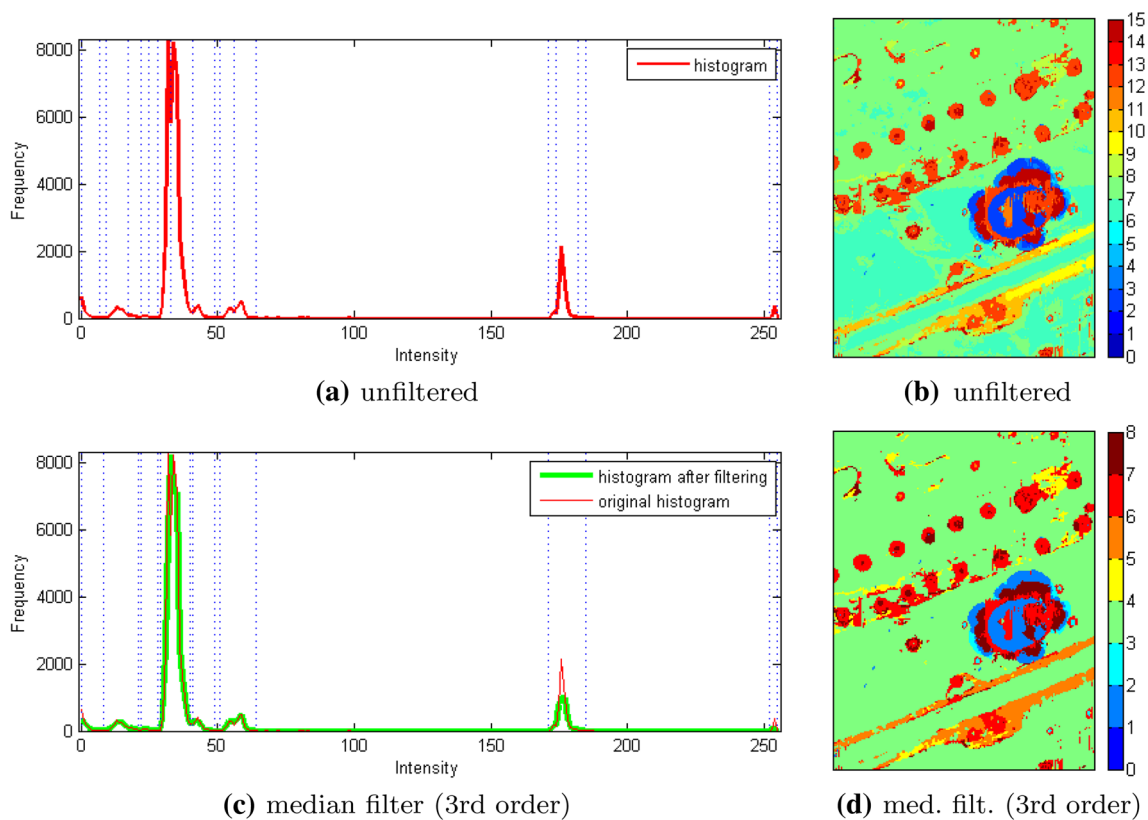 8000
6000
4000
2000
0
Frequency
histogram
0 50 100 150 200 250
Intensity
(a) unfiltered
15
14
13
12
11
10
9
8
7
6
5
4
3
2
1
0
(b) unfiltered
8000
6000
4000
2000
0
Frequency
histogram after filtering
original histogram
0 50 100 150 200 250
Intensity
(c) median filter (3rd order)
8
7
6
5
4
3
2
1
0
(d) med. filt. (3rd order)